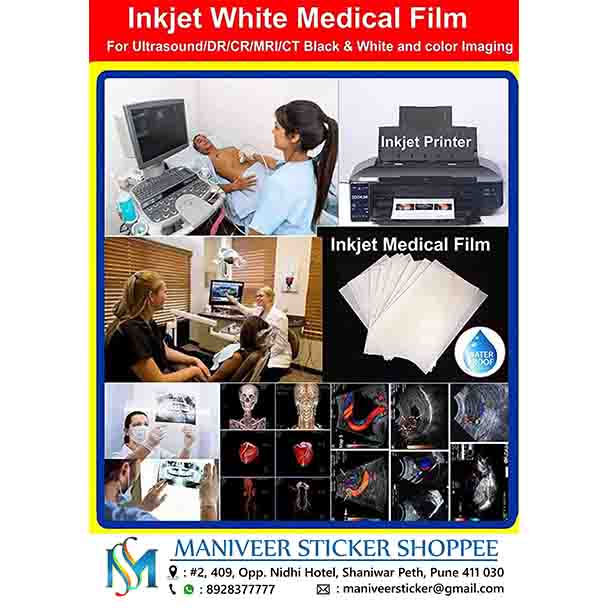 Inkjet White Medical Film
For Ultrasound/DR/CR/MRI/CT Black & White and color Imaging
Inkjet Printer
Inkjet Medical Film
WATER
PROOF
SM MANIVEER STICKER SHOPPEE
: #2, 409, Opp. Nidhi Hotel, Shaniwar Peth, Pune 411 030
: 8928377777 : maniveersticker@gmail.com